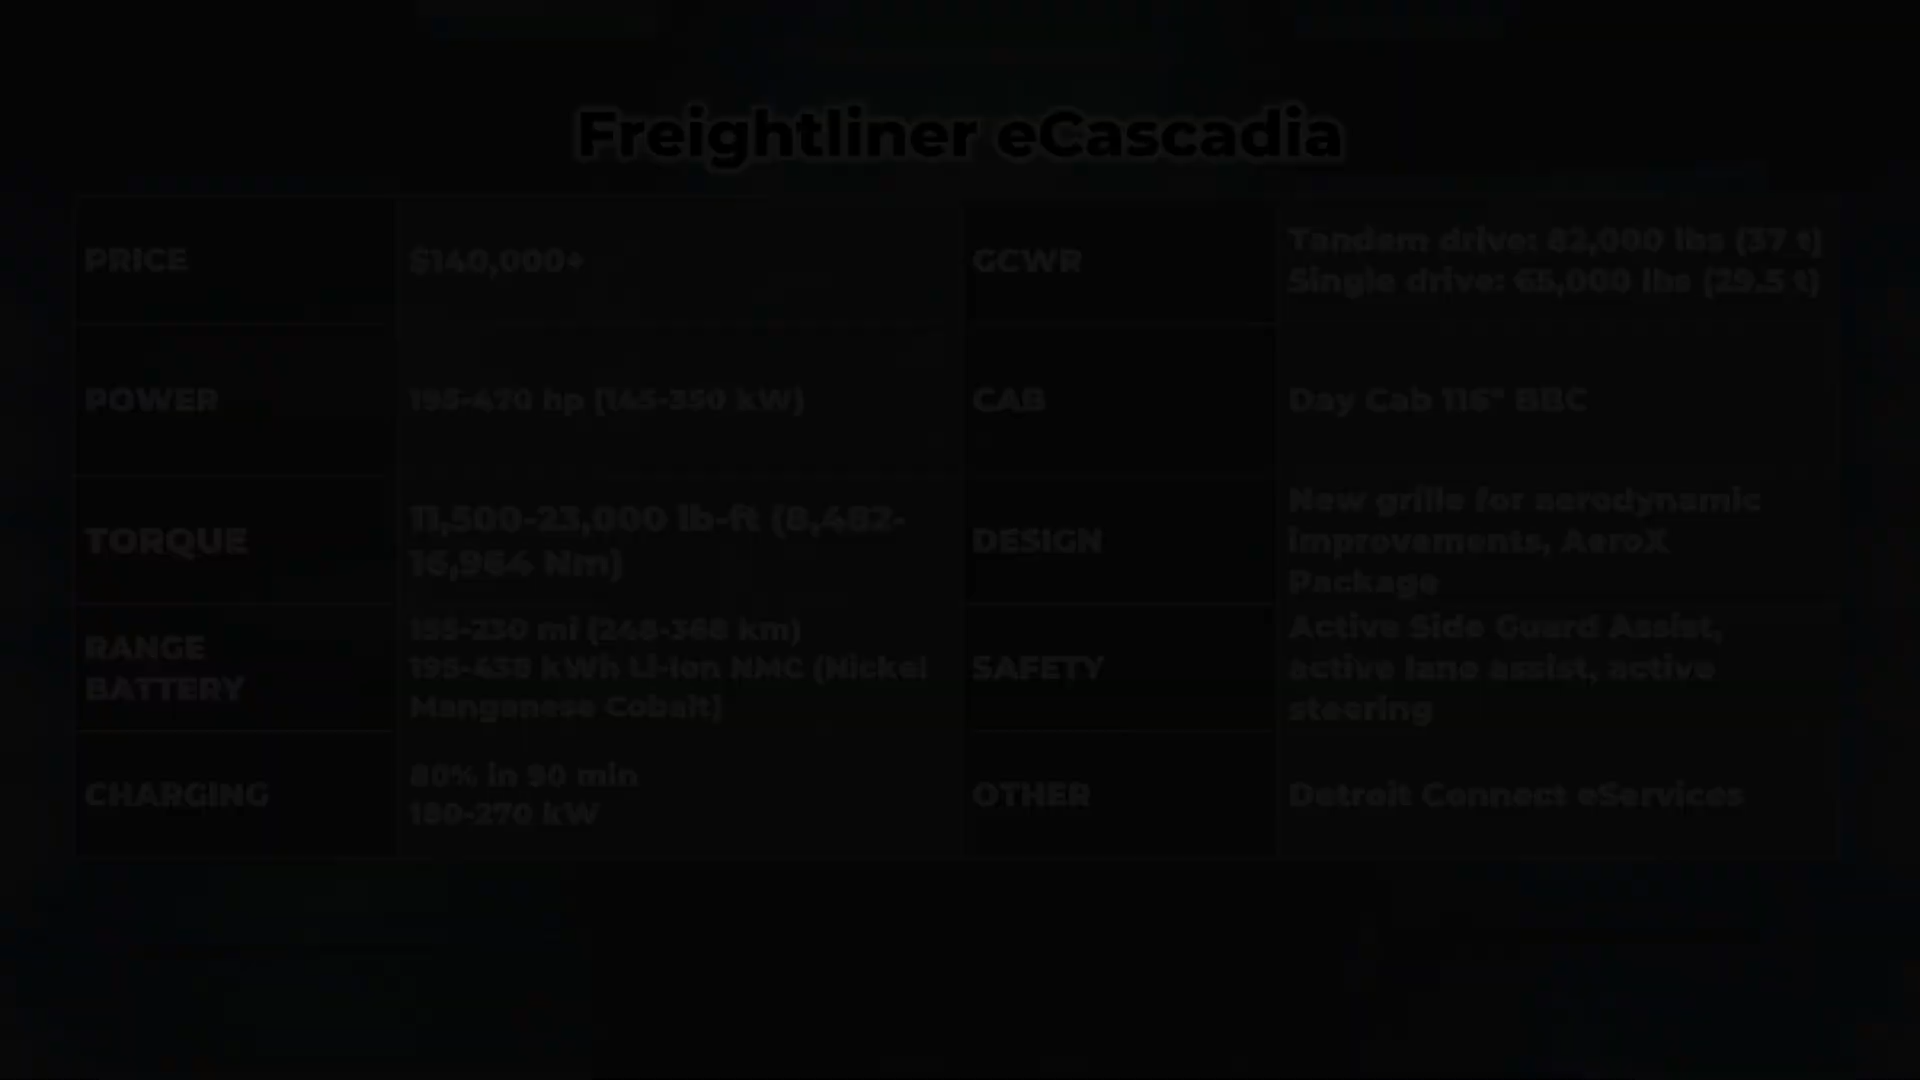 Freightliner eCascadia
PRICE
$140,000+
GCWR
Tandem drive: 82,000 lbs (37 t)
Single drive: 65,000 lbs (29.5 t)
POWER
195-470 hp (145-350 kW)
CAB
Day Cab 116" BBC
TORQUE
11,500-23,000 lb-ft (8,482-
16,964 Nm)
DESIGN
New grille for aerodynamic
improvements, AeroX
Package
RANGE
BATTERY
155-230 mi (248-368 km)
195-438 kWh Li-Ion NMC (Nickel
Manganese Cobalt)
SAFETY
Active Side Guard Assist,
active lane assist, active
steering
CHARGING
80% in 90 min
180-270 kW
OTHER
Detroit Connect eServices